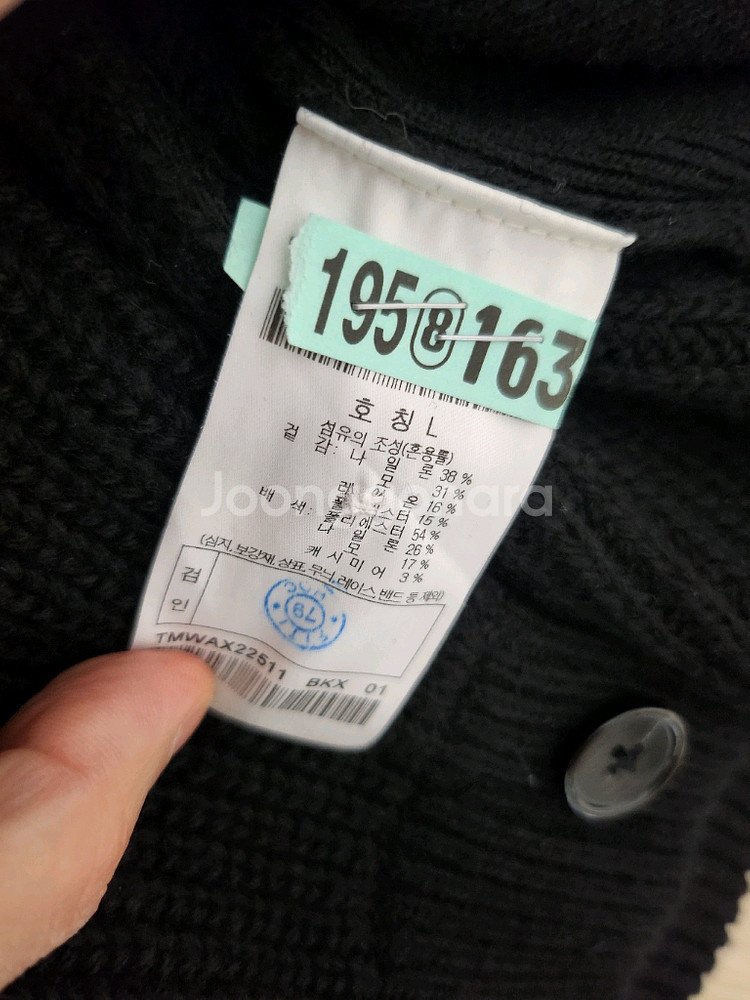 195 8 163
호 칭 L
섬유의 조성(혼용률)
겉 감: 나 일 론 38 %
모 31 %
레 이 온 16 %
폴 리 에 스 터 15 %
배 색: 폴 리 에 스 터 54 %
나 일 론 26 %
모 17 %
캐 시 미 어 3 %
(심지, 보강재, 상표, 무늬, 레이스, 밴드 등 제외)
검
인
79
TMWAX22511 BKX 01
Joonggonara